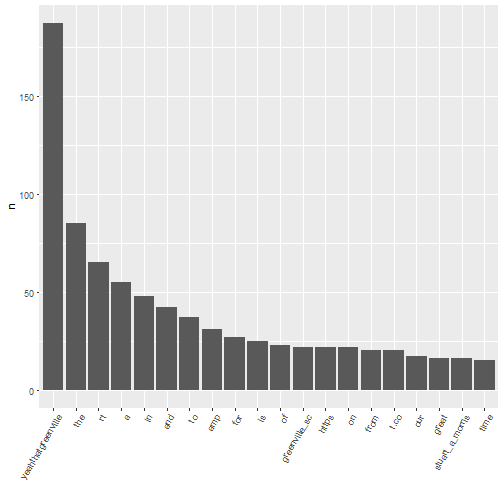 n
150
100
50
0
yeahthatgreenville
the
rt
a
in
and
to
amp
for
is
of
greenville_sc
https
on
from
t.co
our
great
stuart_a_morris
time